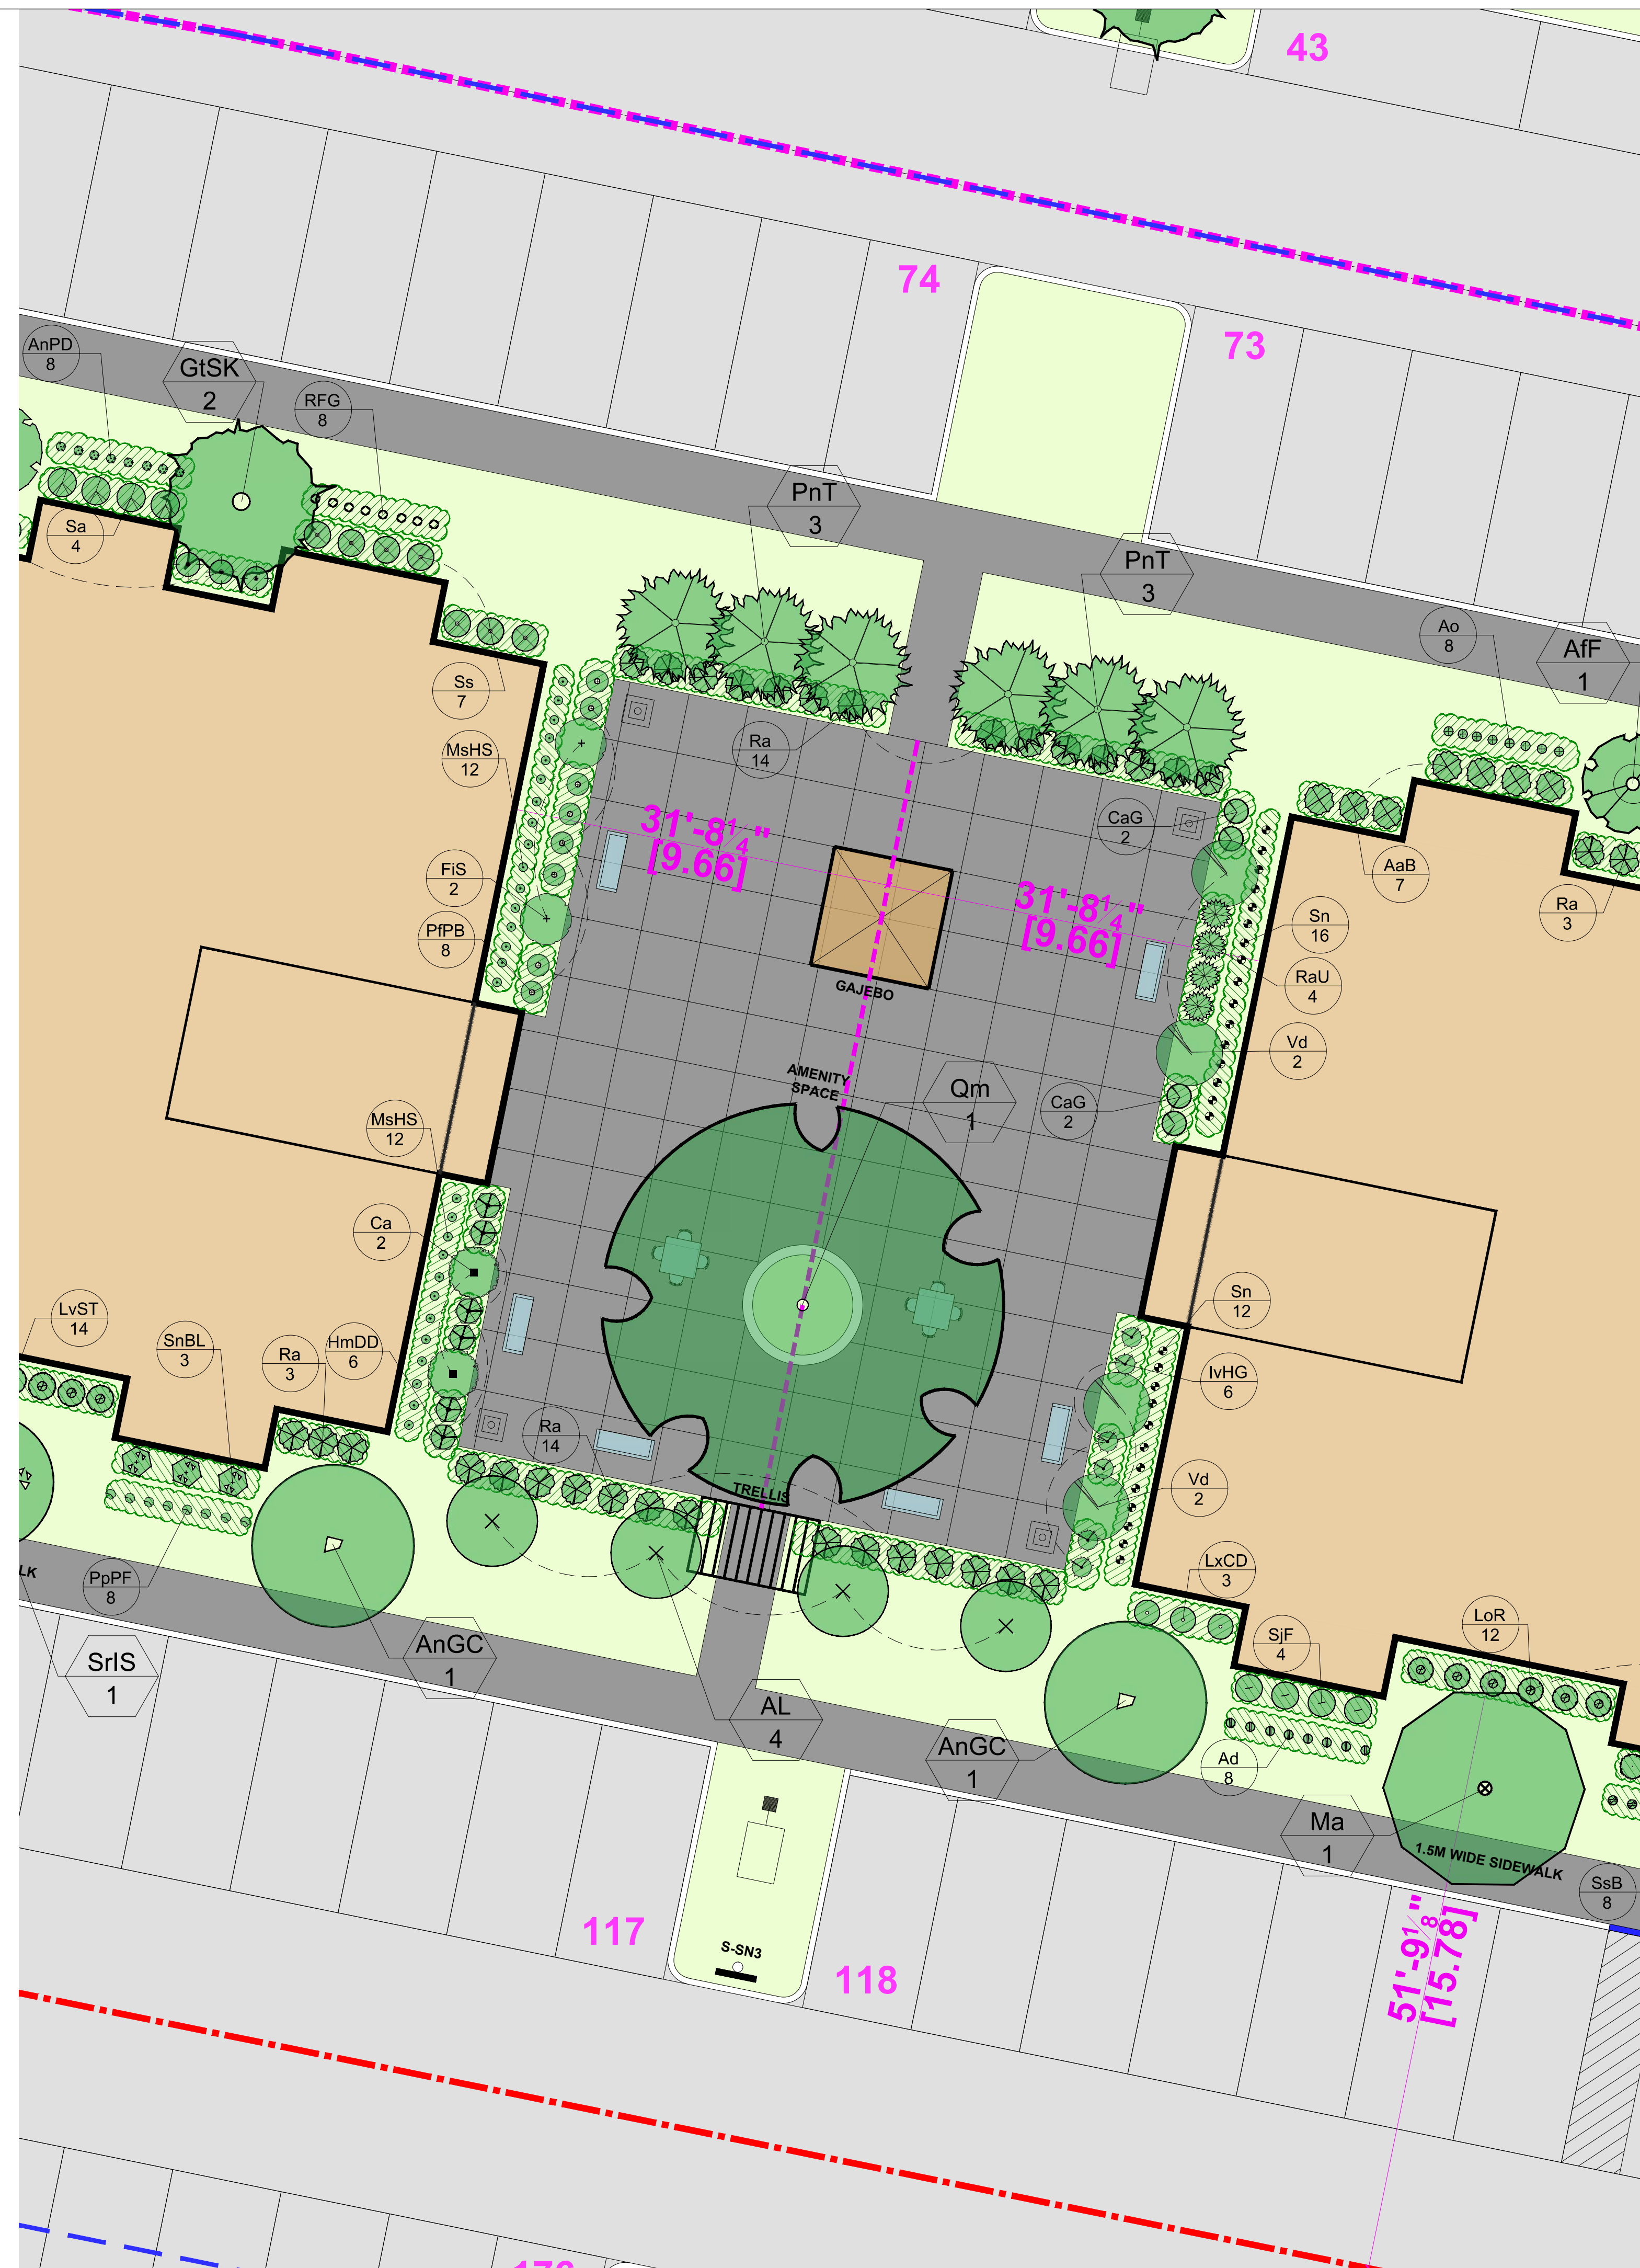 43
74
73
AnPD
8
GtSK
2
RFG
8
PnT
3
PnT
3
Sa
4
Ao
8
AfF
1
Ss
7
MsHS
12
Ra
14
31'-8 1/4"
[9.66]
CaG
2
AaB
7
FiS
2
Ra
3
31'-8 1/4"
[9.66]
Sn
16
PfPB
8
RaU
4
GAJEBO
Vd
2
AMENITY
SPACE
Qm
1
CaG
2
MsHS
12
Ca
2
LvST
14
SnBL
3
Ra
3
HmDD
6
Sn
12
IvHG
6
Ra
14
TRELLIS
Vd
2
LxCD
3
PpPF
8
LK
SjF
4
LoR
12
SrIS
1
AnGC
1
AL
4
AnGC
1
Ad
8
Ma
1
1.5M WIDE SIDEWALK
SsB
8
117
S-SN3
118
51'-9 1/8"
[15.78]